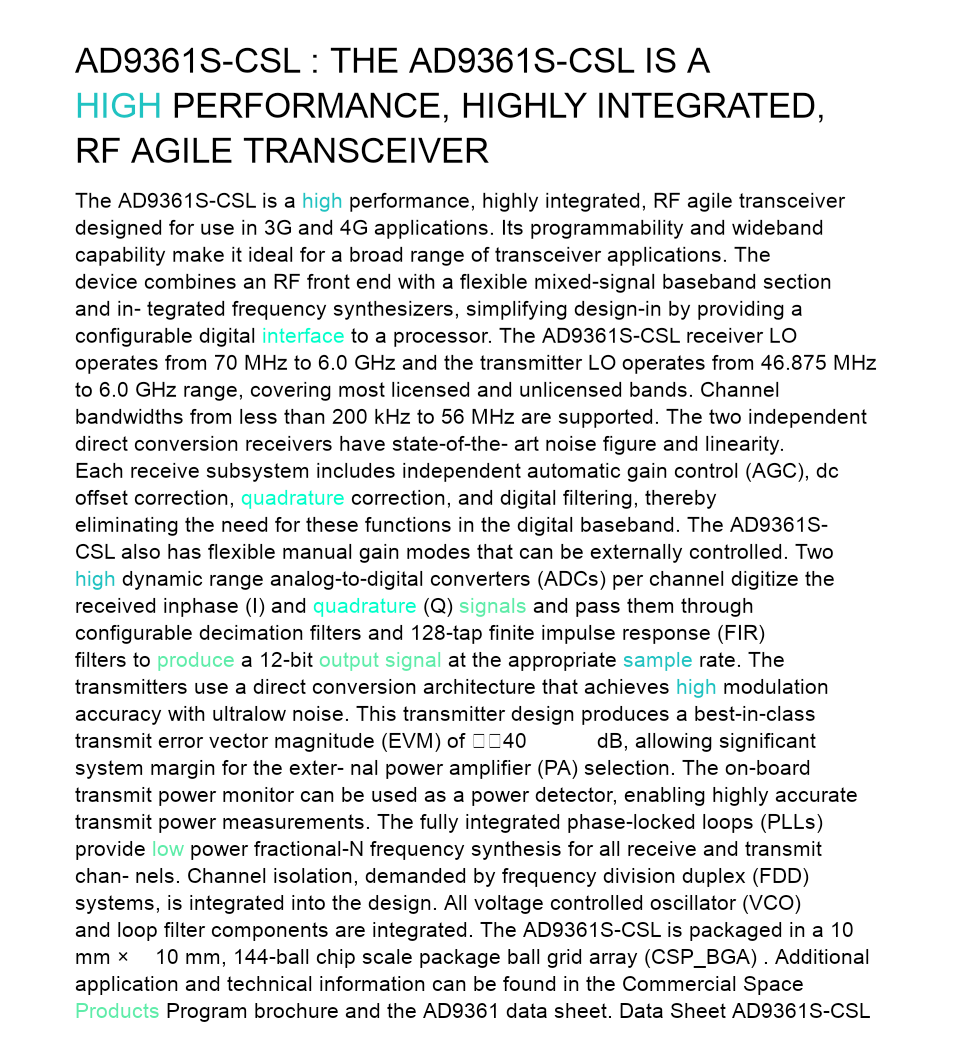 AD9361S-CSL : THE AD9361S-CSL IS A
HIGH PERFORMANCE, HIGHLY INTEGRATED,
RF AGILE TRANSCEIVER
The AD9361S-CSL is a high performance, highly integrated, RF agile transceiver
designed for use in 3G and 4G applications. Its programmability and wideband
capability make it ideal for a broad range of transceiver applications. The
device combines an RF front end with a flexible mixed-signal baseband section
and in- tegrated frequency synthesizers, simplifying design-in by providing a
configurable digital interface to a processor. The AD9361S-CSL receiver LO
operates from 70 MHz to 6.0 GHz and the transmitter LO operates from 46.875 MHz
to 6.0 GHz range, covering most licensed and unlicensed bands. Channel
bandwidths from less than 200 kHz to 56 MHz are supported. The two independent
direct conversion receivers have state-of-the- art noise figure and linearity.
Each receive subsystem includes independent automatic gain control (AGC), dc
offset correction, quadrature correction, and digital filtering, thereby
eliminating the need for these functions in the digital baseband. The AD9361S-
CSL also has flexible manual gain modes that can be externally controlled. Two
high dynamic range analog-to-digital converters (ADCs) per channel digitize the
received inphase (I) and quadrature (Q) signals and pass them through
configurable decimation filters and 128-tap finite impulse response (FIR)
filters to produce a 12-bit output signal at the appropriate sample rate. The
transmitters use a direct conversion architecture that achieves high modulation
accuracy with ultralow noise. This transmitter design produces a best-in-class
transmit error vector magnitude (EVM) of □□40 dB, allowing significant
system margin for the exter- nal power amplifier (PA) selection. The on-board
transmit power monitor can be used as a power detector, enabling highly accurate
transmit power measurements. The fully integrated phase-locked loops (PLLs)
provide low power fractional-N frequency synthesis for all receive and transmit
chan- nels. Channel isolation, demanded by frequency division duplex (FDD)
systems, is integrated into the design. All voltage controlled oscillator (VCO)
and loop filter components are integrated. The AD9361S-CSL is packaged in a 10
mm × 10 mm, 144-ball chip scale package ball grid array (CSP_BGA) . Additional
application and technical information can be found in the Commercial Space
Products Program brochure and the AD9361 data sheet. Data Sheet AD9361S-CSL